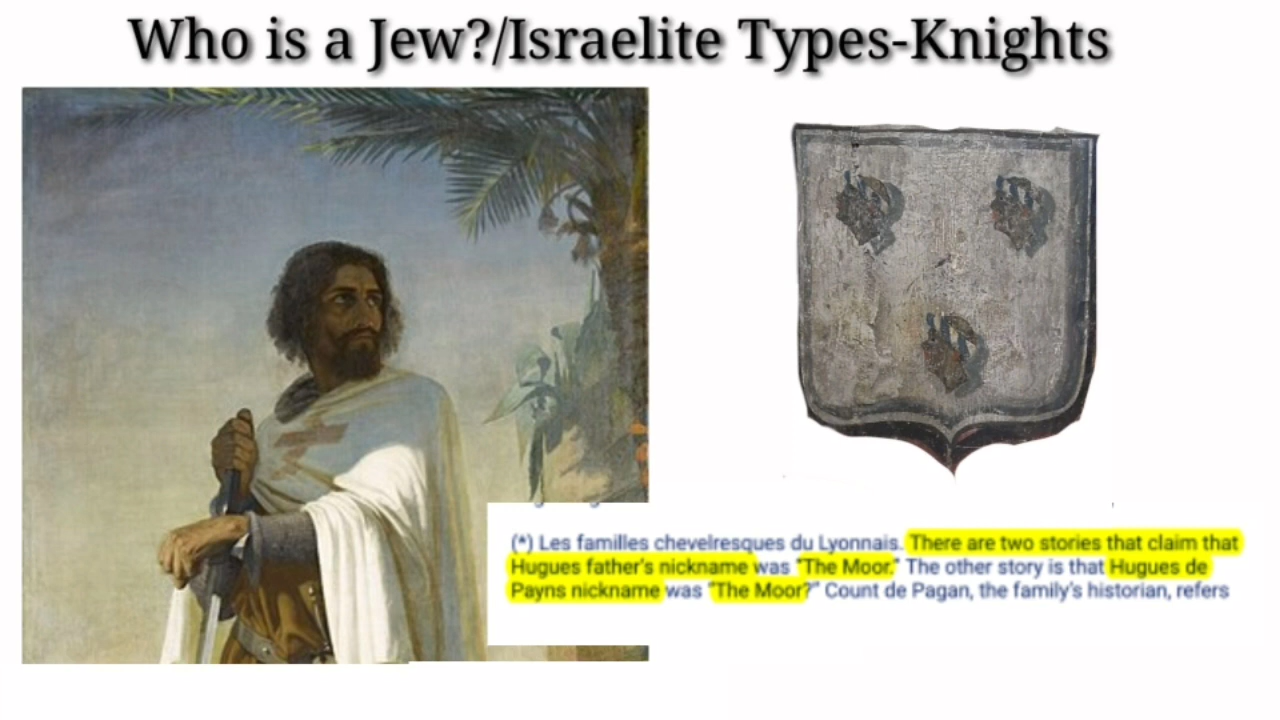 Who is a Jew?/Israelite Types-Knights
(*) Les familles chevelresques du Lyonnais. There are two stories that claim that
Hugues father's nickname was "The Moor." The other story is that Hugues de
Payns nickname was "The Moor?" Count de Pagan, the family's historian, refers